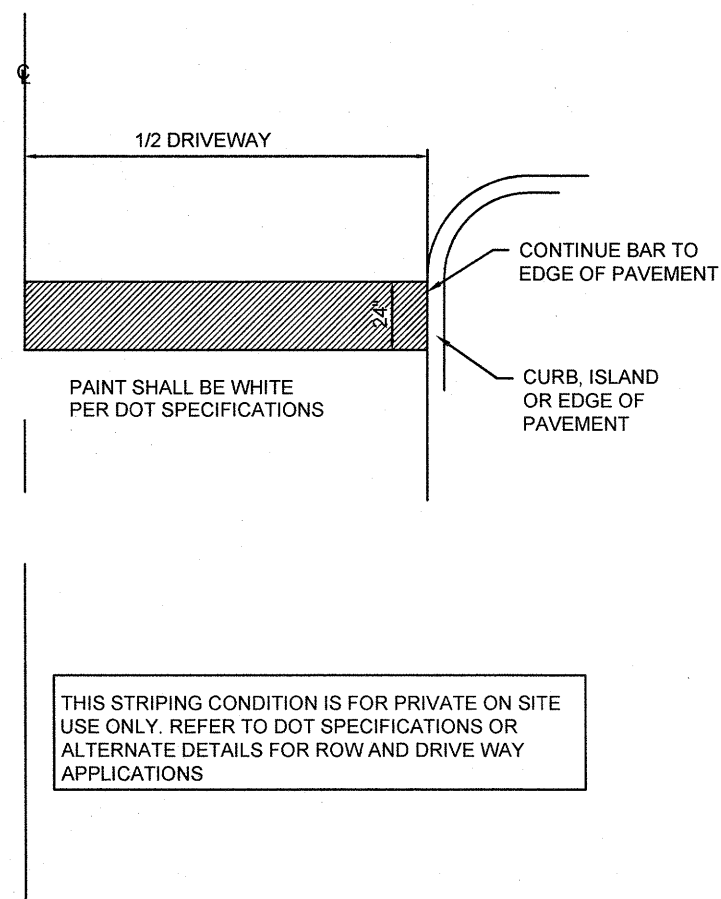 ℄
1/2 DRIVEWAY
CONTINUE BAR TO
EDGE OF PAVEMENT
24"
CURB, ISLAND
OR EDGE OF
PAVEMENT
PAINT SHALL BE WHITE
PER DOT SPECIFICATIONS
THIS STRIPING CONDITION IS FOR PRIVATE ON SITE
USE ONLY. REFER TO DOT SPECIFICATIONS OR
ALTERNATE DETAILS FOR ROW AND DRIVE WAY
APPLICATIONS